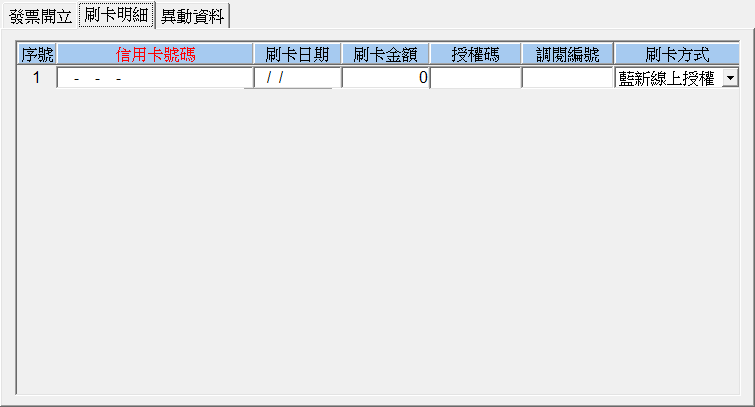 發票開立 刷卡明細 異動資料
序號 信用卡號碼 刷卡日期 刷卡金額 授權碼 調閱編號 刷卡方式
1 - - - / / 0 藍新線上授權